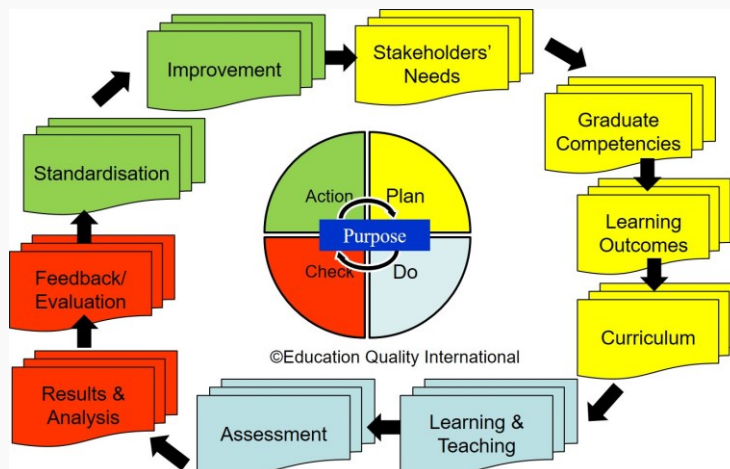 Improvement
Stakeholders'
Needs
Graduate
Competencies
Learning
Outcomes
Curriculum
Learning &
Teaching
Assessment
Results &
Analysis
Feedback/
Evaluation
Standardisation
Action
Plan
Purpose
Check
Do
©Education Quality International